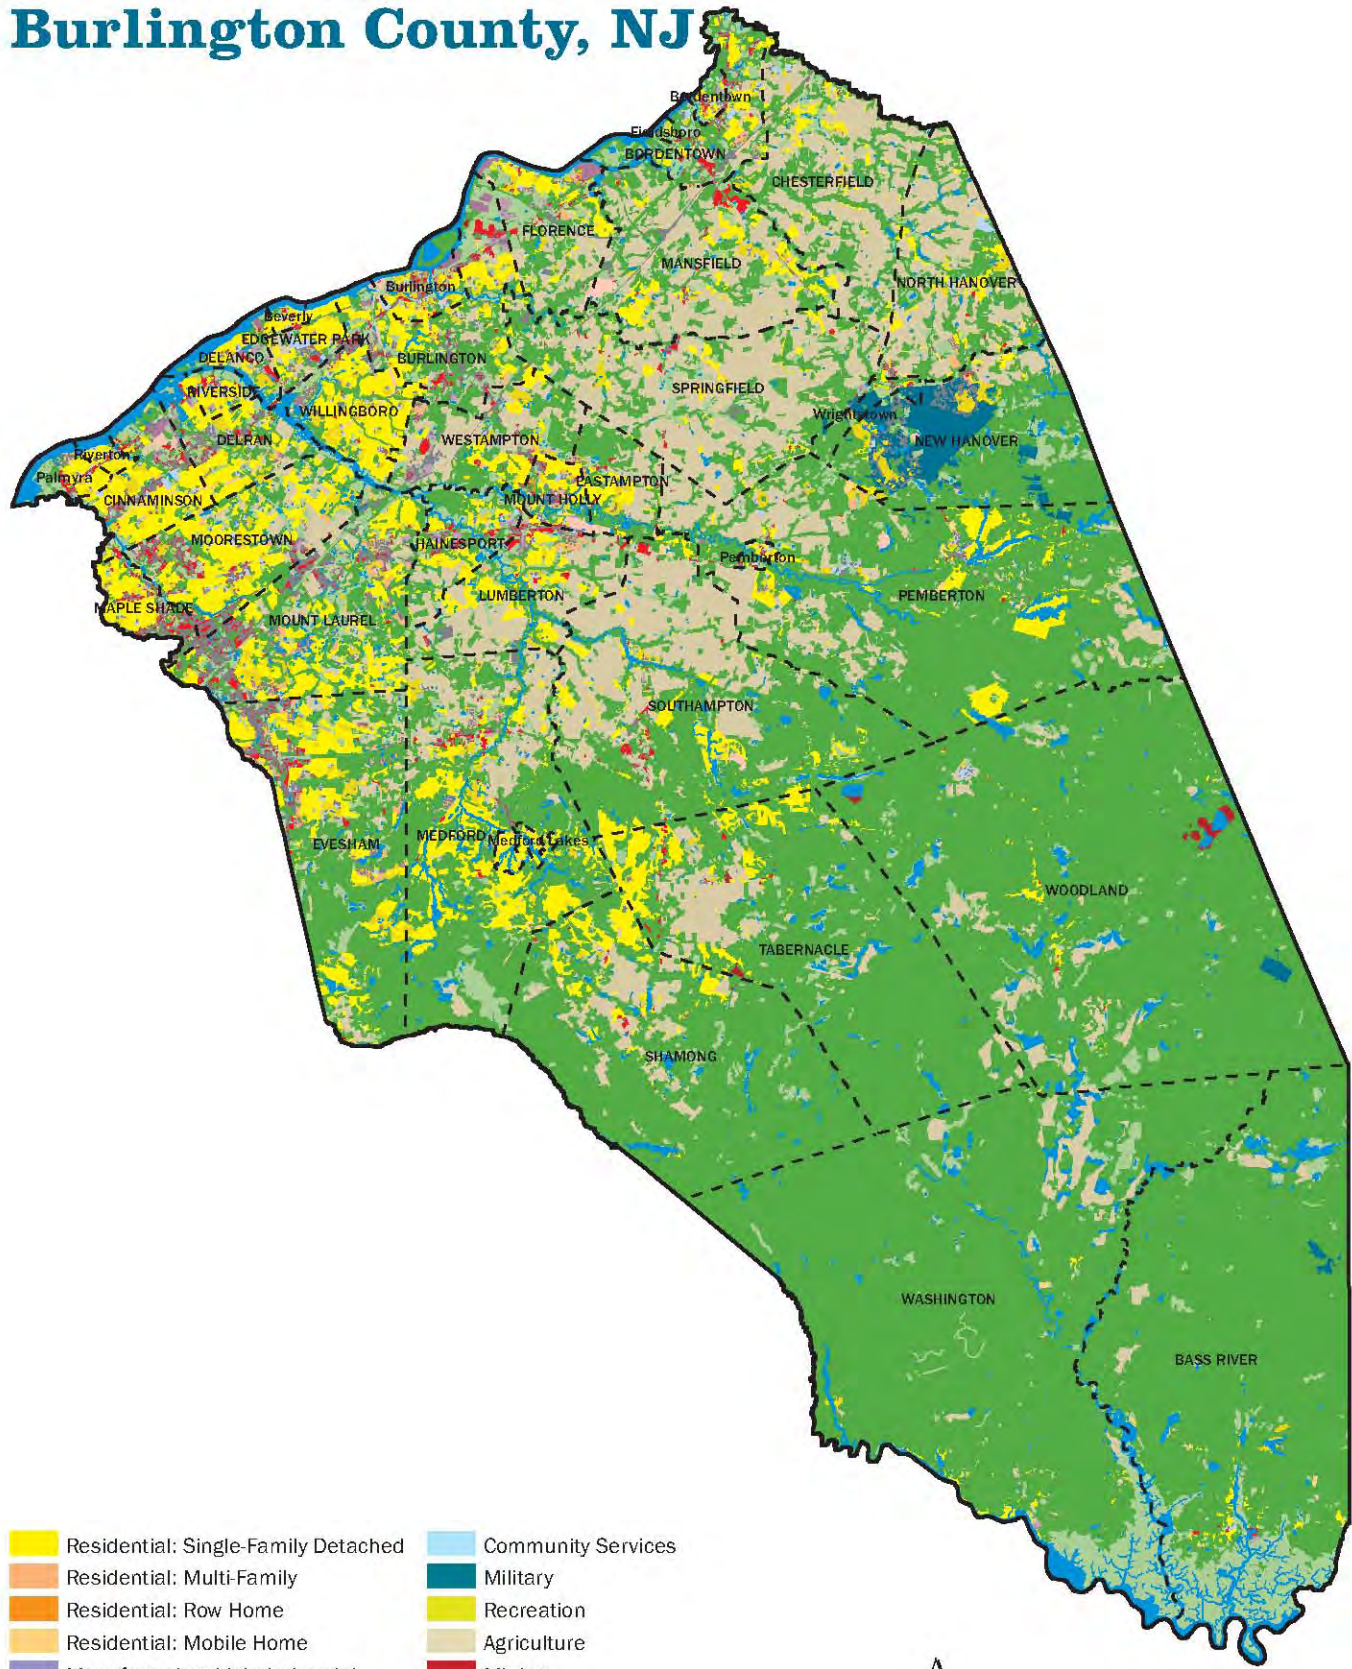 Burlington County, NJ
Bordentown
Fieldsboro
BORDENTOWN
CHESTERFIELD
FLORENCE
MANSFIELD
NORTH HANOVER
Burlington
Beverly
EDGEWATER PARK
DELANCO
BURLINGTON
RIVERSIDE
SPRINGFIELD
WILLINGBORO
Wrightstown
DELRAN
WESTAMPTON
NEW HANOVER
Riverton
Palmyra
EASTAMPTON
CINNAMINSON
MOUNT HOLLY
MOORESTOWN
HAINESPORT
Pemberton
LUMBERTON
PEMBERTON
MAPLE SHADE
MOUNT LAUREL
SOUTHAMPTON
EVESHAM
MEDFORD
Medford Lakes
WOODLAND
TABERNACLE
SHAMONG
WASHINGTON
BASS RIVER
Residential: Single-Family Detached
Residential: Multi-Family
Residential: Row Home
Residential: Mobile Home
Community Services
Military
Recreation
Agriculture